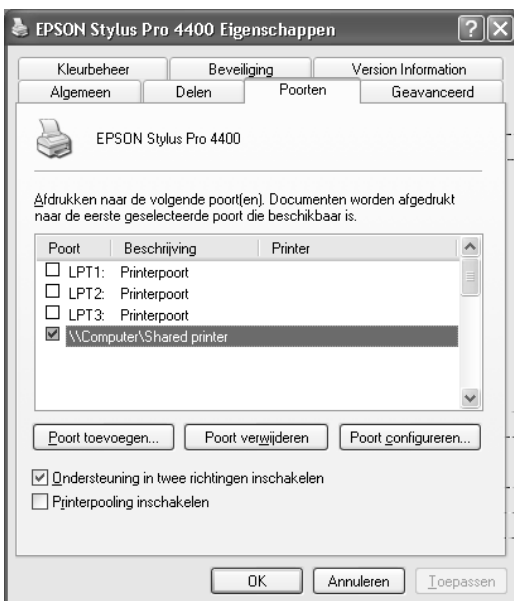 EPSON Stylus Pro 4400 Eigenschappen
Kleurbeheer Beveiliging Version Information
Algemeen Delen Poorten Geavanceerd
EPSON Stylus Pro 4400
Afdrukken naar de volgende poort(en). Documenten worden afgedrukt
naar de eerste geselecteerde poort die beschikbaar is.
Poort Beschrijving Printer
LPT1: Printerpoort
LPT2: Printerpoort
LPT3: Printerpoort
\\Computer\Shared printer
Poort toevoegen... Poort verwijderen Poort configureren...
Ondersteuning in twee richtingen inschakelen
Printerpooling inschakelen
OK Annuleren Toepassen